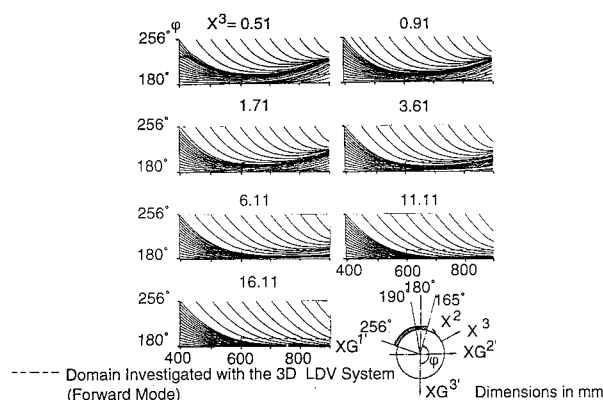 φ X³ = 0.51 0.91
256°
180°
1.71 3.61
256°
180°
6.11 11.11
256°
180°
400 600 800
16.11
256°
180°
400 600 800
180°
190° 165°
256° X² X³
XG¹' XG²'
φ
XG³'
Domain Investigated with the 3D LDV System
(Forward Mode) Dimensions in mm